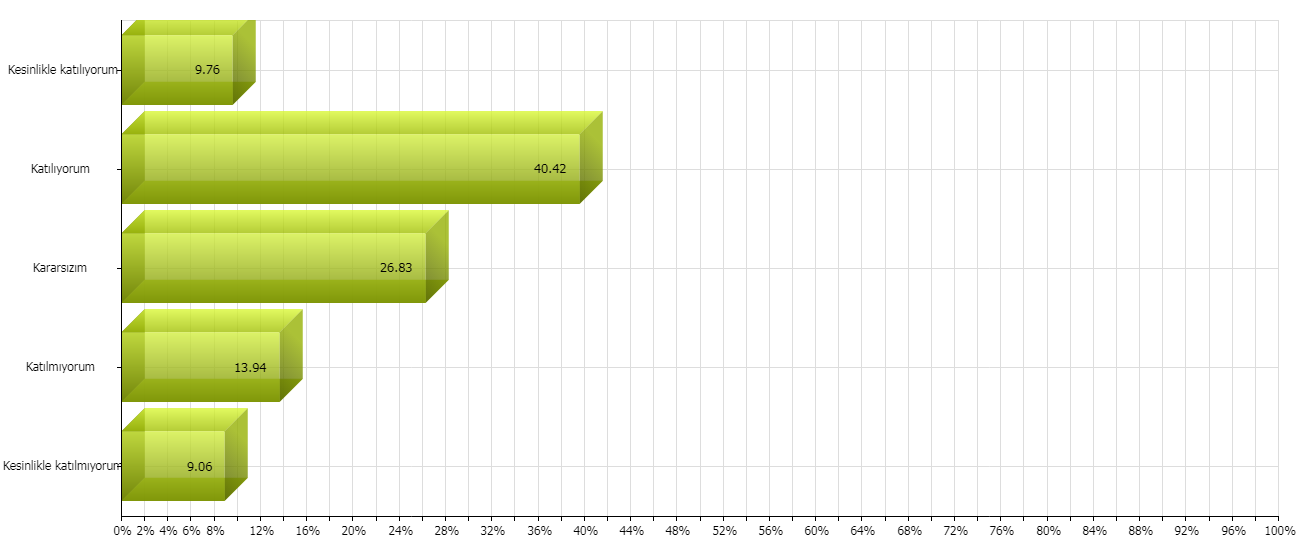 Kesinlikle katılıyorum
9.76
Katılıyorum
40.42
Kararsızım
26.83
Katılmıyorum
13.94
Kesinlikle katılmıyorum
9.06
0% 2% 4% 6% 8% 12% 16% 20% 24% 28% 32% 36% 40% 44% 48% 52% 56% 60% 64% 68% 72% 76% 80% 84% 88% 92% 96% 100%